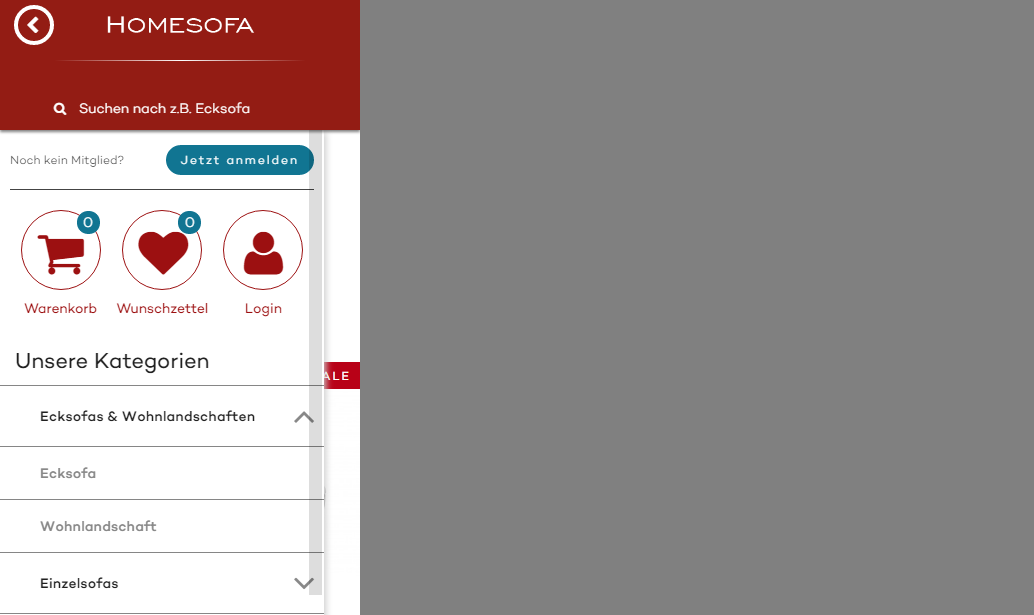 HOMESOFA
Suchen nach z.B. Ecksofa
Noch kein Mitglied?
Jetzt anmelden
0
0
Warenkorb
Wunschzettel
Login
Unsere Kategorien
ALE
Ecksofas & Wohnlandschaften
Ecksofa
Wohnlandschaft
Einzelsofas